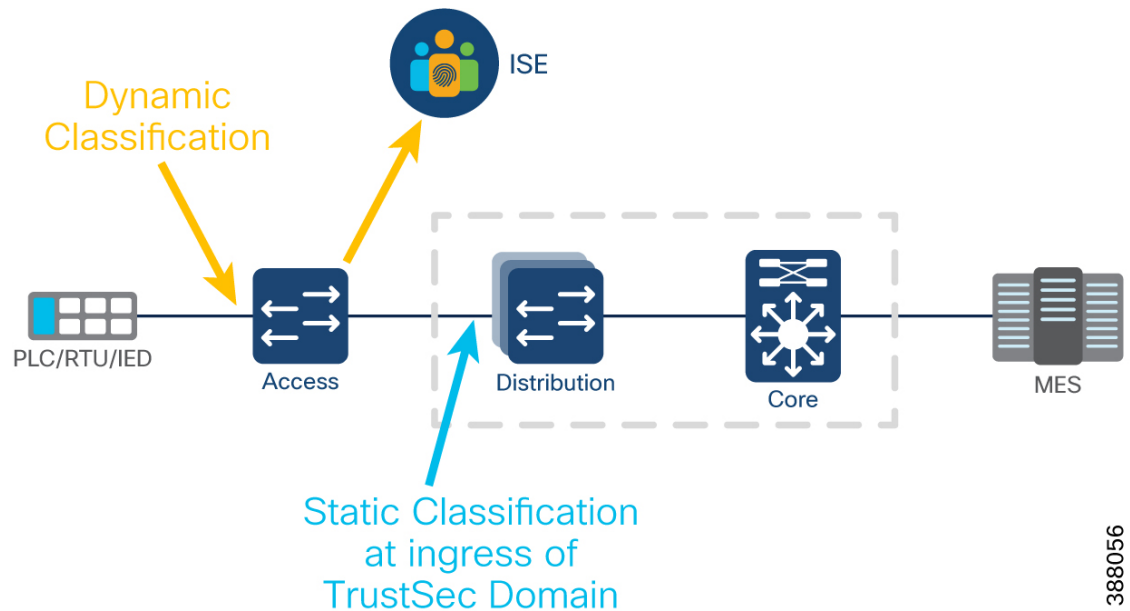 ISE
Dynamic
Classification
PLC/RTU/IED
Access
Distribution
Core
MES
Static Classification
at ingress of
TrustSec Domain
388056